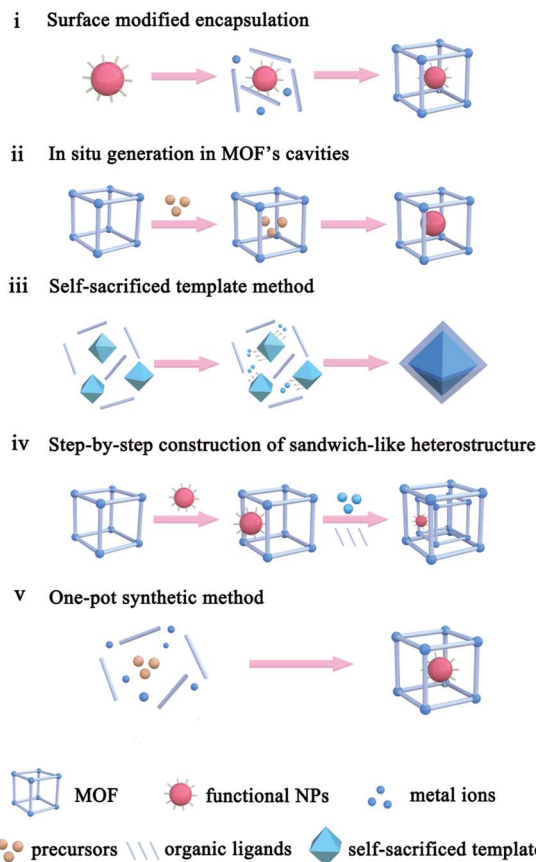 i Surface modified encapsulation
ii In situ generation in MOF's cavities
iii Self-sacrificed template method
iv Step-by-step construction of sandwich-like heterostructure
v One-pot synthetic method
MOF functional NPs metal ions
precursors organic ligands self-sacrificed template